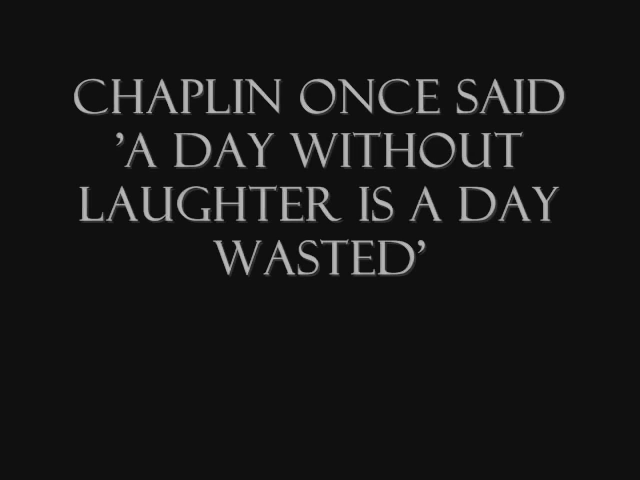 CHAPLIN ONCE SAID
'A DAY WITHOUT
LAUGHTER IS A DAY
WASTED'